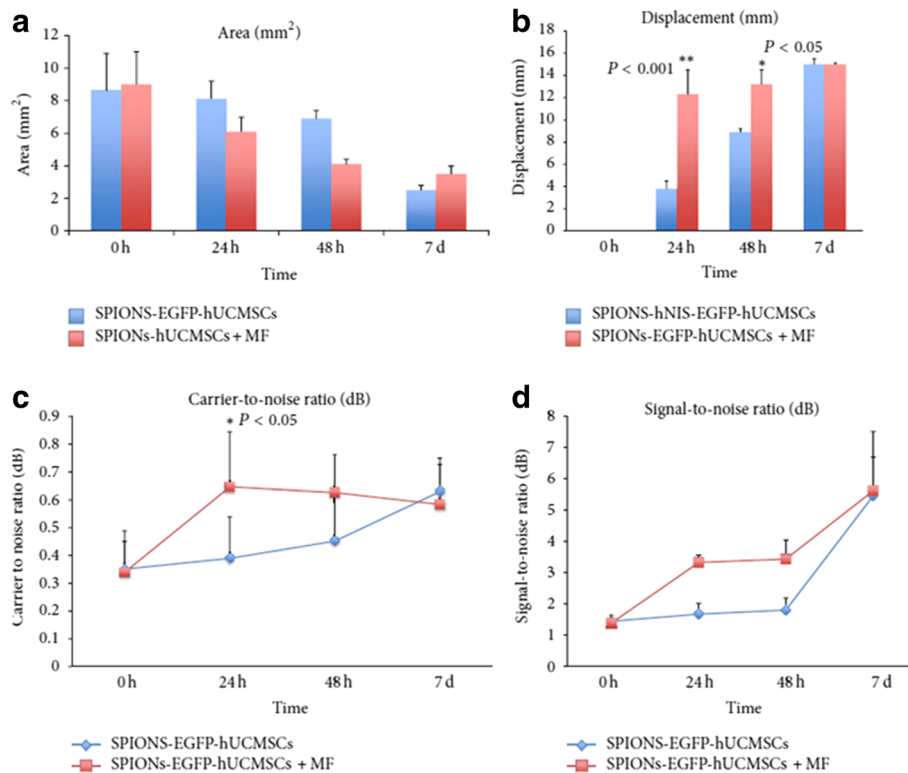 a
Area (mm²)
12
10
8
6
4
2
0
Area (mm²)
0 h 24 h 48 h 7 d
Time
SPIONS-EGFP-hUCMSCs
SPIONs-hUCMSCs + MF
b
Displacement (mm)
18
16
14
12
10
8
6
4
2
0
Displacement (mm)
P < 0.001 **
* P < 0.05
0 h 24 h 48 h 7 d
Time
SPIONS-hNIS-EGFP-hUCMSCs
SPIONs-EGFP-hUCMSCs + MF
c
Carrier-to-noise ratio (dB)
0.9
0.8
0.7
0.6
0.5
0.4
0.3
0.2
0.1
0
Carrier to noise ratio (dB)
* P < 0.05
0 h 24 h 48 h 7 d
Time
SPIONS-EGFP-hUCMSCs
SPIONs-EGFP-hUCMSCs + MF
d
Signal-to-noise ratio (dB)
8
7
6
5
4
3
2
1
0
Signal-to-noise ratio (dB)
0 h 24 h 48 h 7 d
Time
SPIONS-EGFP-hUCMSCs
SPIONs-EGFP-hUCMSCs + MF